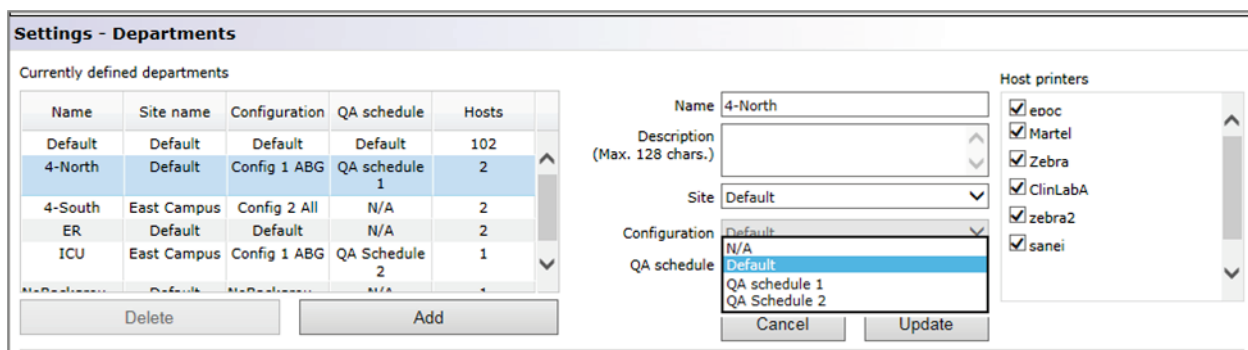 Settings - Departments
Currently defined departments
Name Site name Configuration QA schedule Hosts
Default Default Default Default 102
4-North Default Config 1 ABG QA schedule 1 2
4-South East Campus Config 2 All N/A 2
ER Default Default N/A 2
ICU East Campus Config 1 ABG QA Schedule 2 1
Default N/A 1
Delete Add
Name 4-North
Description
(Max. 128 chars.)
Site Default
Configuration Default
QA schedule
N/A
Default
QA schedule 1
QA Schedule 2
Cancel Update
Host printers
epoc
Martel
Zebra
ClinLabA
zebra2
sanei